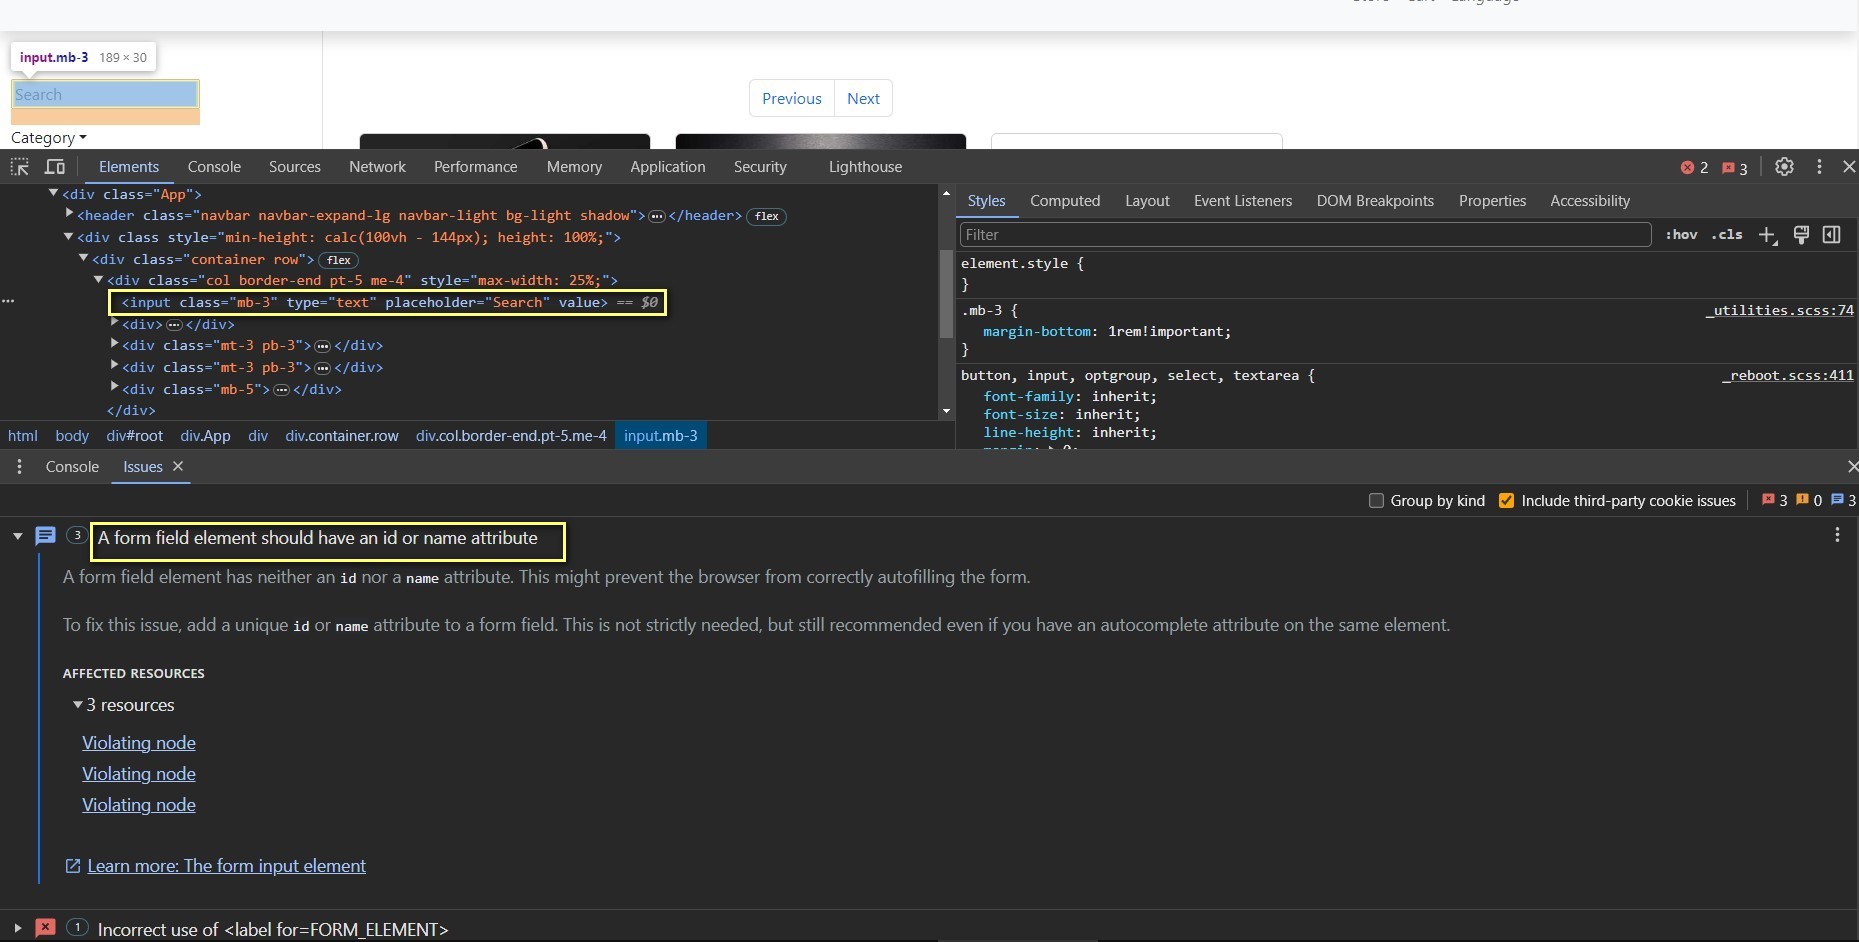 Store Cart Language
input.mb-3 189 × 30
Search
Previous Next
Category
Elements Console Sources Network Performance Memory Application Security Lighthouse 2 3
<div class="App">
<header class="navbar navbar-expand-lg navbar-light bg-light shadow">…</header> flex
<div class style="min-height: calc(100vh - 144px); height: 100%;">
<div class="container row"> flex
<div class="col border-end pt-5 me-4" style="max-width: 25%;">
… <input class="mb-3" type="text" placeholder="Search" value> == $0
<div>…</div>
<div class="mt-3 pb-3">…</div>
<div class="mt-3 pb-3">…</div>
<div class="mb-5">…</div>
</div>
html body div#root div.App div div.container.row div.col.border-end.pt-5.me-4 input.mb-3
Styles Computed Layout Event Listeners DOM Breakpoints Properties Accessibility
Filter :hov .cls
element.style {
}
.mb-3 { _utilities.scss:74
margin-bottom: 1rem!important;
}
button, input, optgroup, select, textarea { _reboot.scss:411
font-family: inherit;
font-size: inherit;
line-height: inherit;
margin: 0;
Console Issues
Group by kind Include third-party cookie issues 3 0 3
3 A form field element should have an id or name attribute
A form field element has neither an id nor a name attribute. This might prevent the browser from correctly autofilling the form.
To fix this issue, add a unique id or name attribute to a form field. This is not strictly needed, but still recommended even if you have an autocomplete attribute on the same element.
AFFECTED RESOURCES
3 resources
Violating node
Violating node
Violating node
Learn more: The form input element
1 Incorrect use of <label for=FORM_ELEMENT>